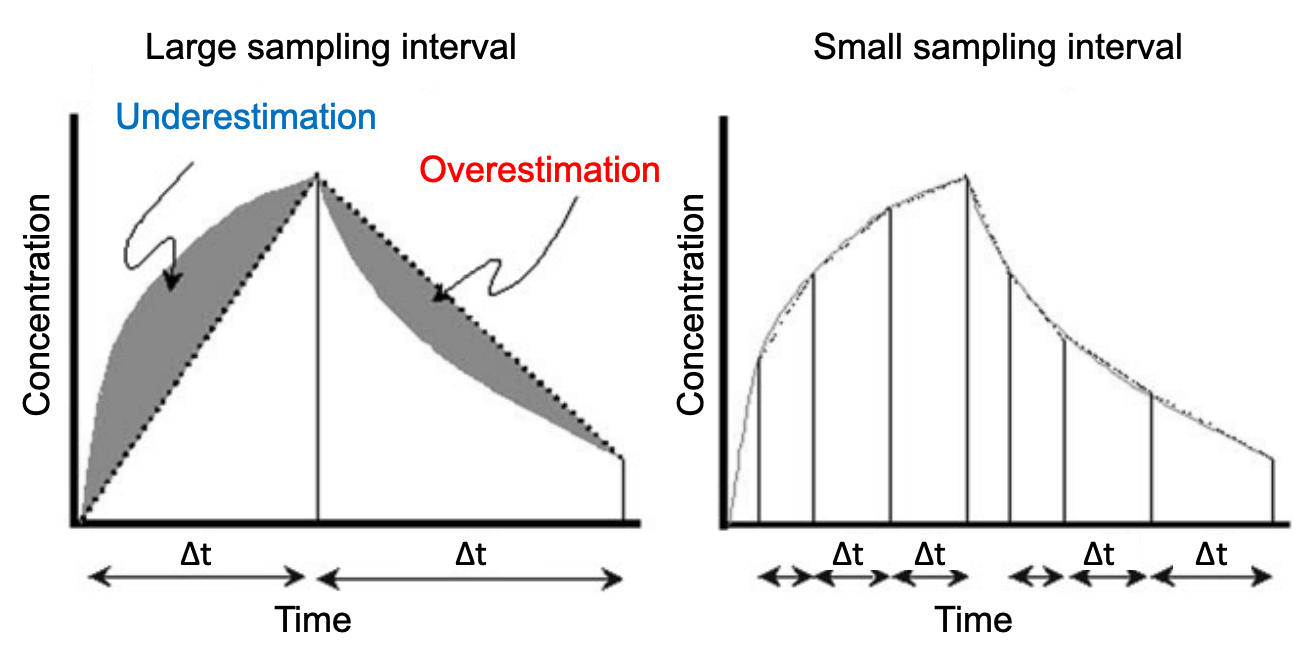 Large sampling interval
Underestimation
Overestimation
Concentration
Δt
Δt
Time
Small sampling interval
Concentration
Δt
Δt
Δt
Δt
Time